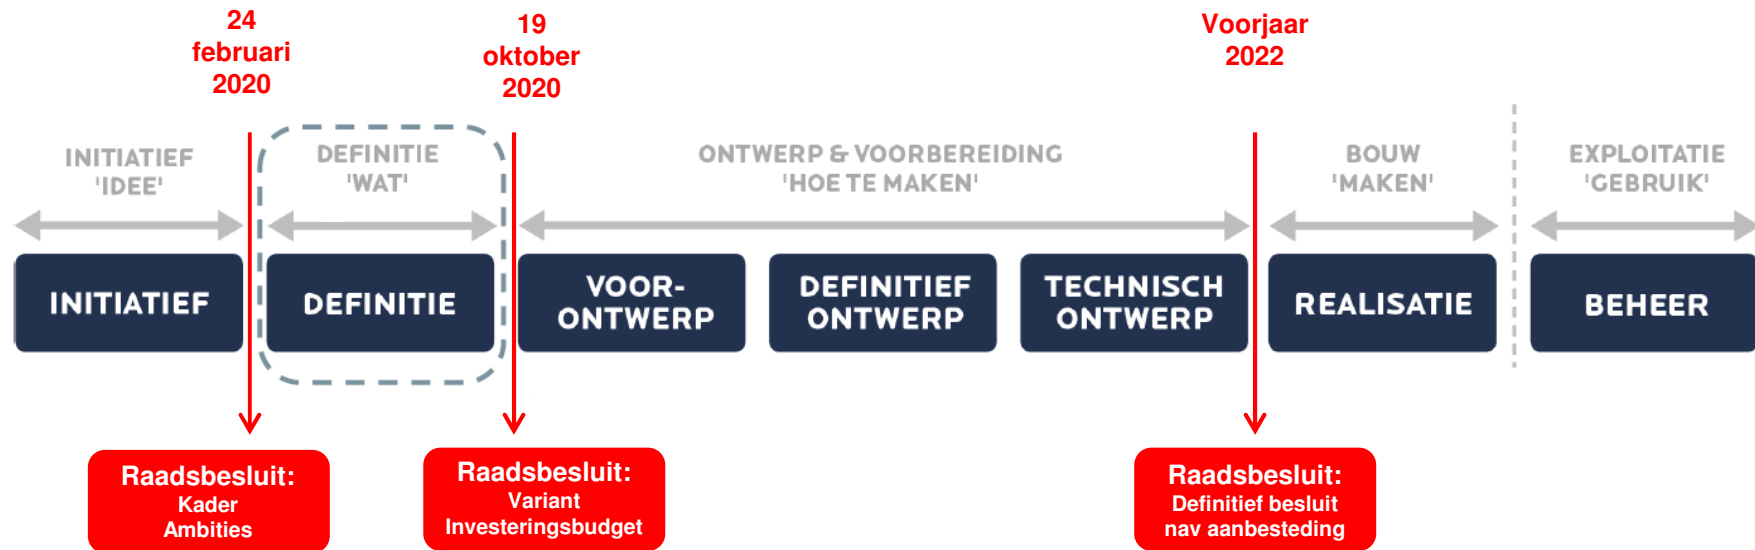 24
februari
2020
19
oktober
2020
Voorjaar
2022
INITIATIEF
'IDEE'
DEFINITIE
'WAT'
ONTWERP & VOORBEREIDING
'HOE TE MAKEN'
BOUW
'MAKEN'
EXPLOITATIE
'GEBRUIK'
INITIATIEF
DEFINITIE
VOOR-
ONTWERP
DEFINITIEF
ONTWERP
TECHNISCH
ONTWERP
REALISATIE
BEHEER
Raadsbesluit:
Kader
Ambities
Raadsbesluit:
Variant
Investeringsbudget
Raadsbesluit:
Definitief besluit
nav aanbesteding